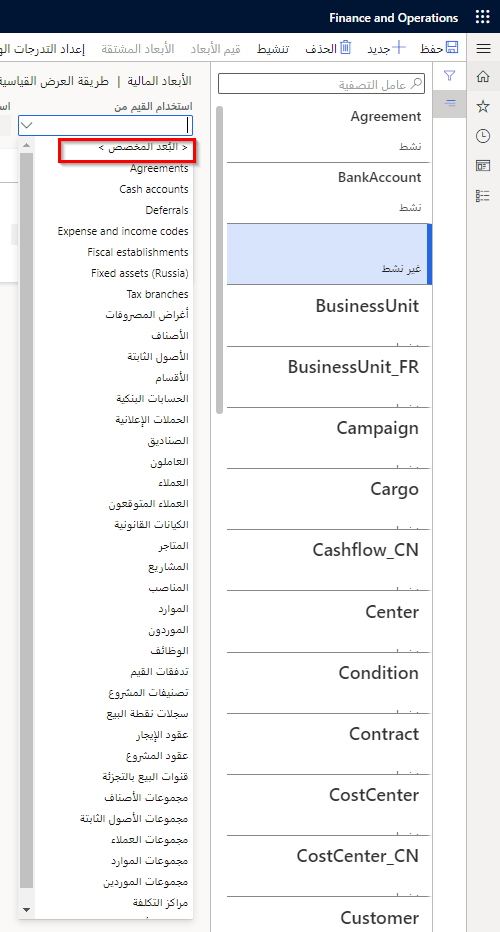 Finance and Operations
حفظ
جديد
الحذف
تنشيط
قيم الأبعاد
الأبعاد المشتقة
إعداد التدرجات
الأبعاد المالية | طريقة العرض القياسية
عامل التصفية
Agreement
نشط
BankAccount
نشط
غير نشط
BusinessUnit
BusinessUnit_FR
Campaign
Cargo
Cashflow_CN
Center
Condition
Contract
CostCenter
CostCenter_CN
Customer
استخدام القيم من
< البُعد المخصص >
Agreements
Cash accounts
Deferrals
Expense and income codes
Fiscal establishments
Fixed assets (Russia)
Tax branches
أغراض المصروفات
الأصناف
الأصول الثابتة
الأقسام
الحسابات البنكية
الحملات الإعلانية
الصناديق
العاملون
العملاء
العملاء المتوقعون
الكيانات القانونية
المتاجر
المشاريع
المناصب
الموارد
الموردون
الوظائف
تدفقات القيم
تصنيفات المشروع
سجلات نقطة البيع
عقود الإيجار
عقود المشروع
قنوات البيع بالتجزئة
مجموعات الأصناف
مجموعات الأصول الثابتة
مجموعات العملاء
مجموعات الموارد
مجموعات الموردين
مراكز التكلفة